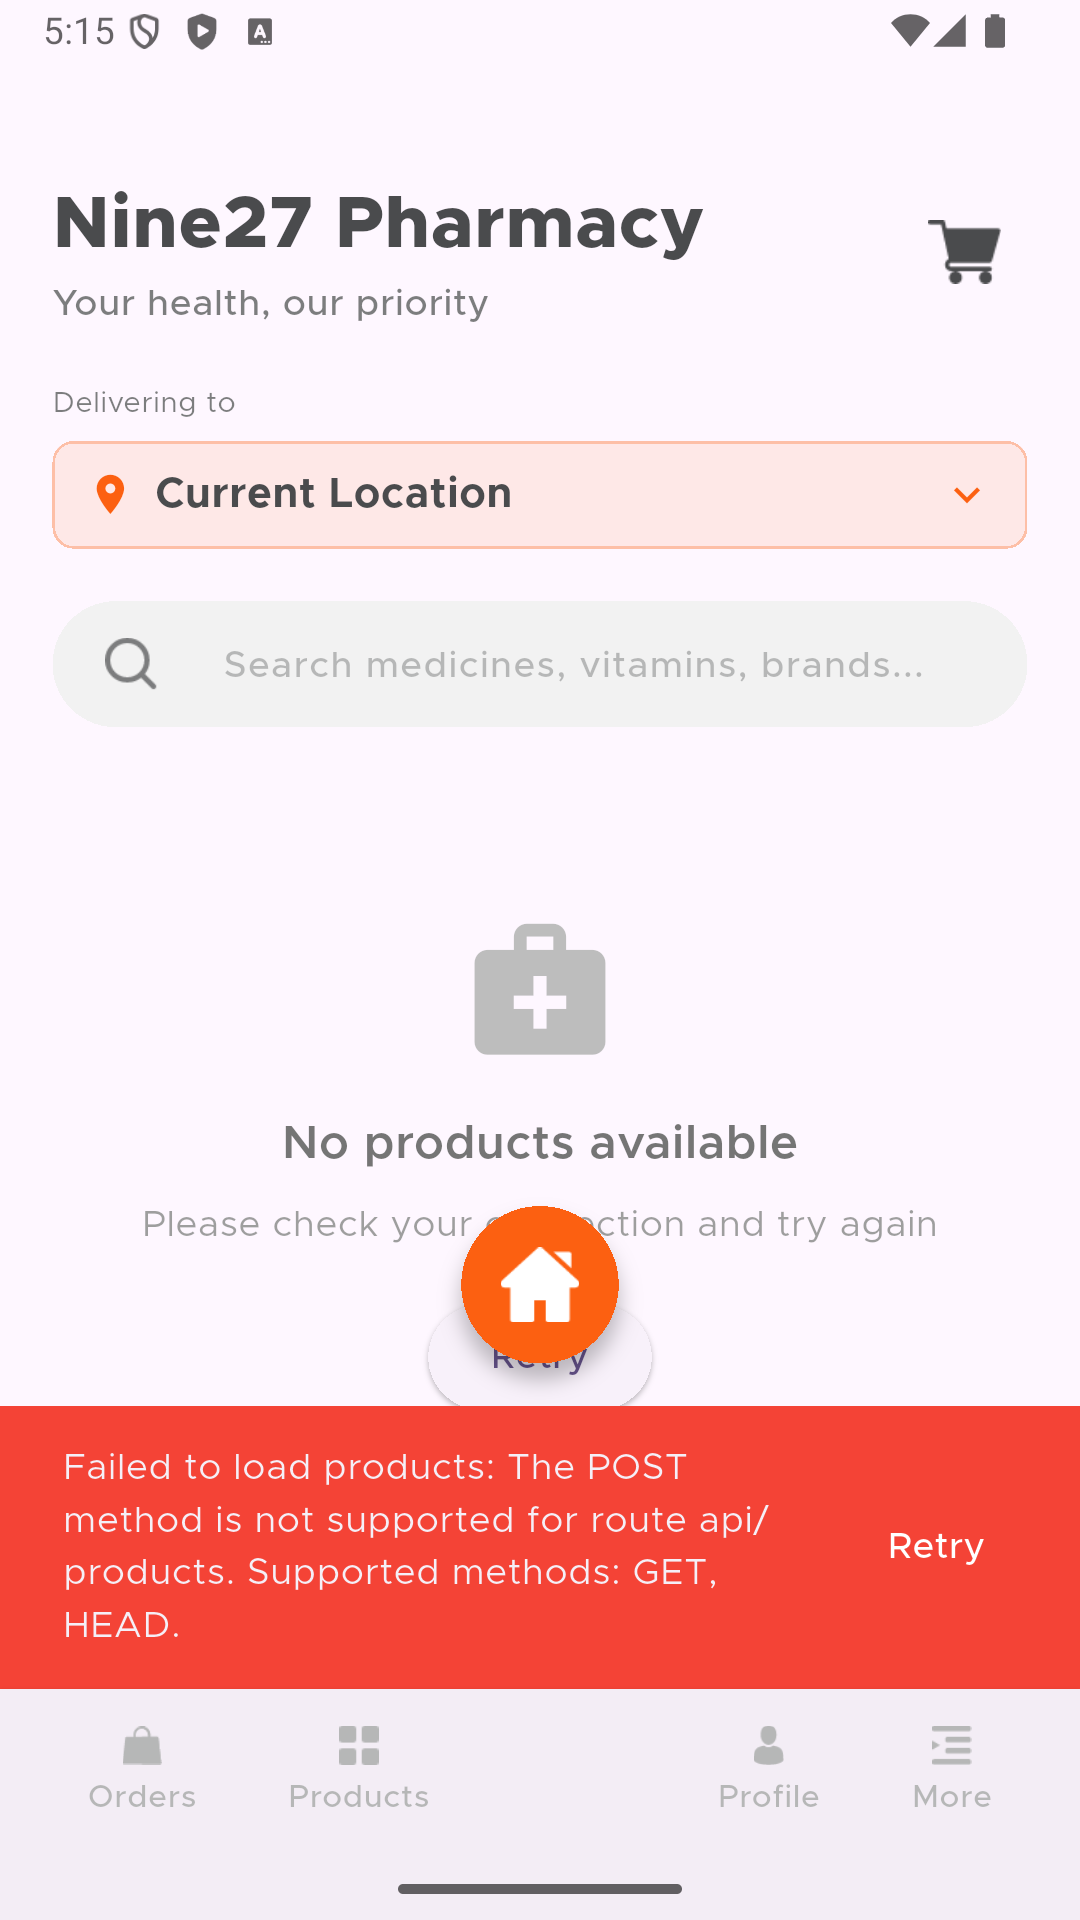 5:15
Nine27 Pharmacy
Your health, our priority
Delivering to
Current Location
Search medicines, vitamins, brands...
No products available
Please check your and try again
Retry
Failed to load products: The POST
method is not supported for route api/
products. Supported methods: GET,
HEAD.
Retry
Orders
Products
Profile
More